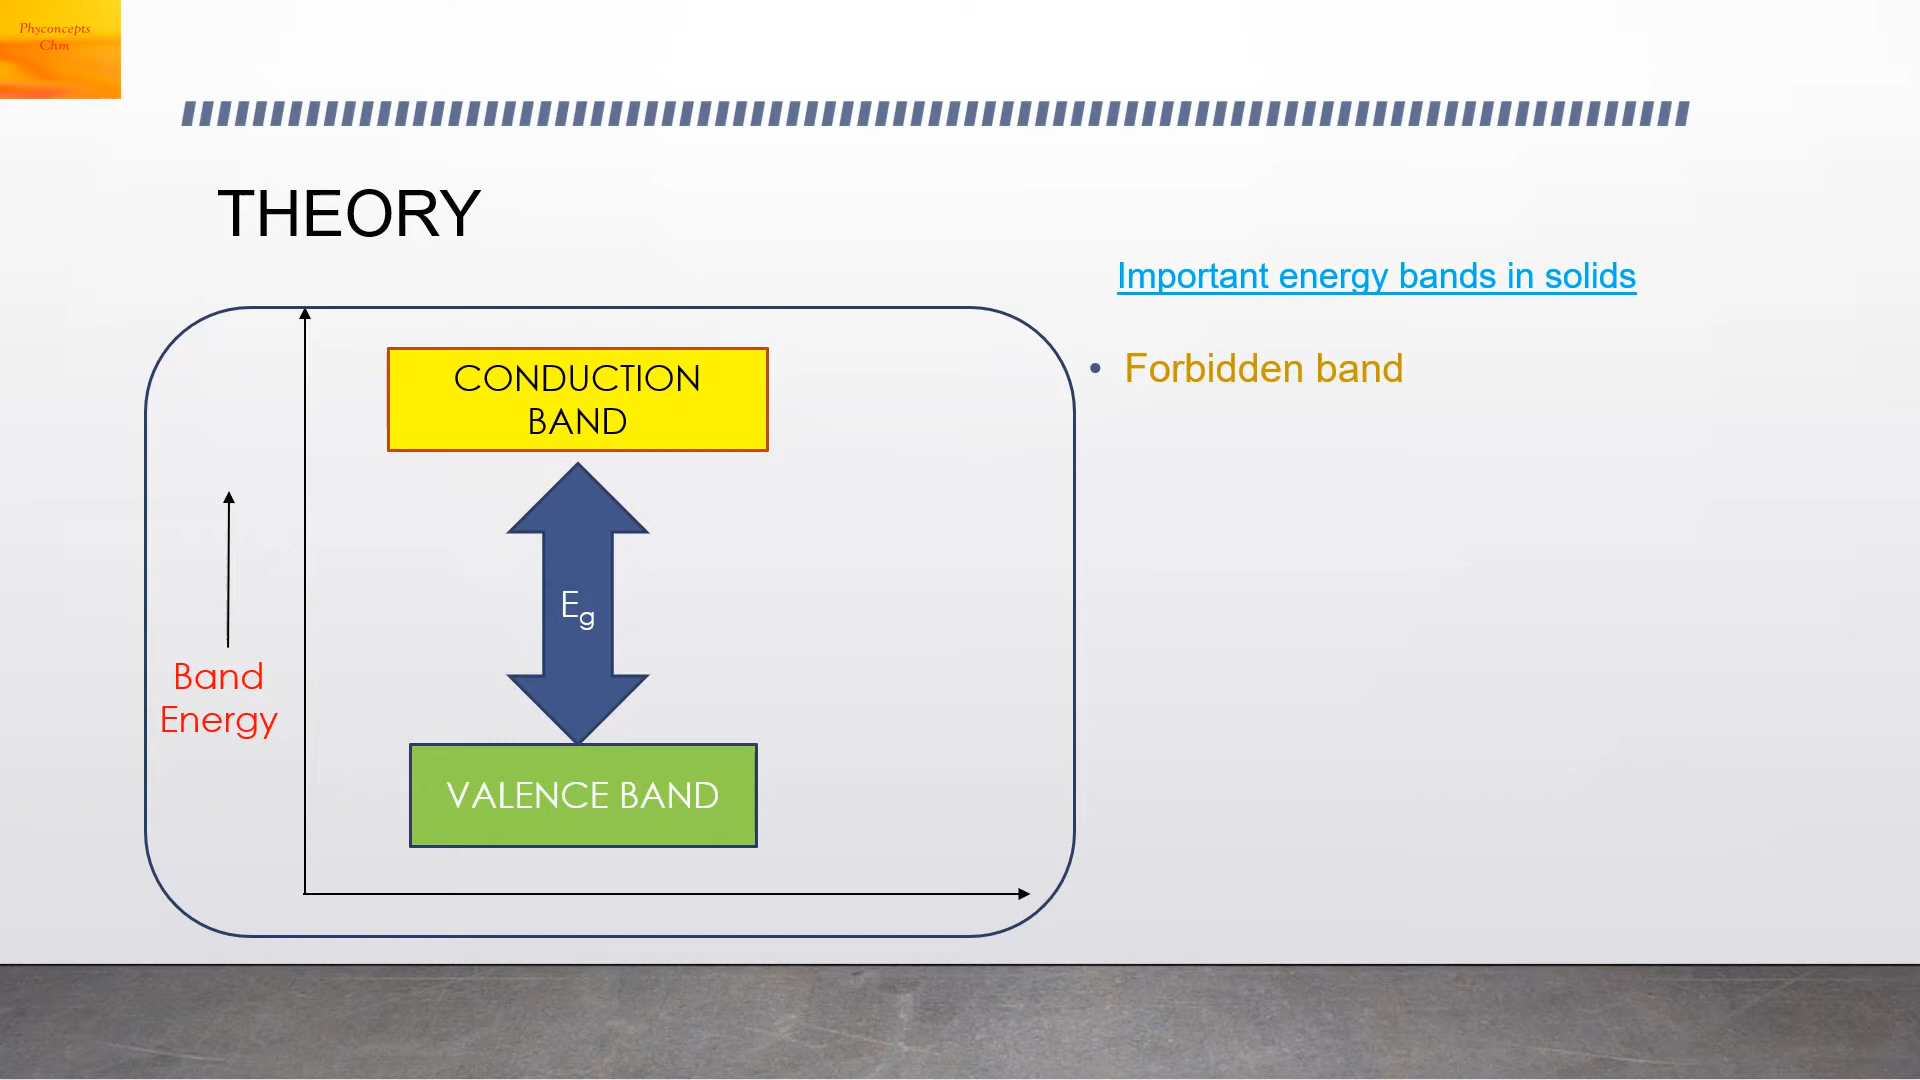 Phyconcepts
Chm
THEORY
Important energy bands in solids
• Forbidden band
CONDUCTION
BAND
Eg
Band
Energy
VALENCE BAND